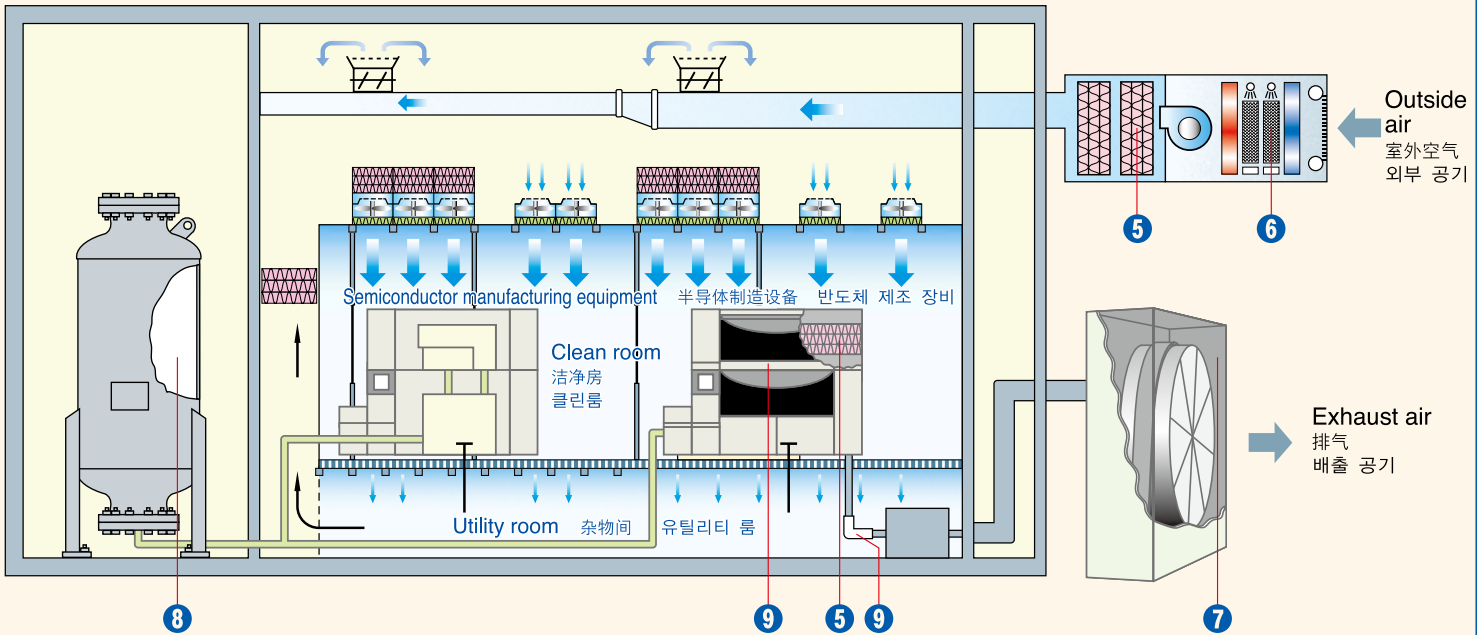 Outside
air
室外空气
외부 공기
5
6
Semiconductor manufacturing equipment 半导体制造设备 반도체 제조 장비
Clean room
洁净房
클린룸
Exhaust air
排气
배출 공기
Utility room 杂物间 유틸리티 룸
8
9
5
9
7